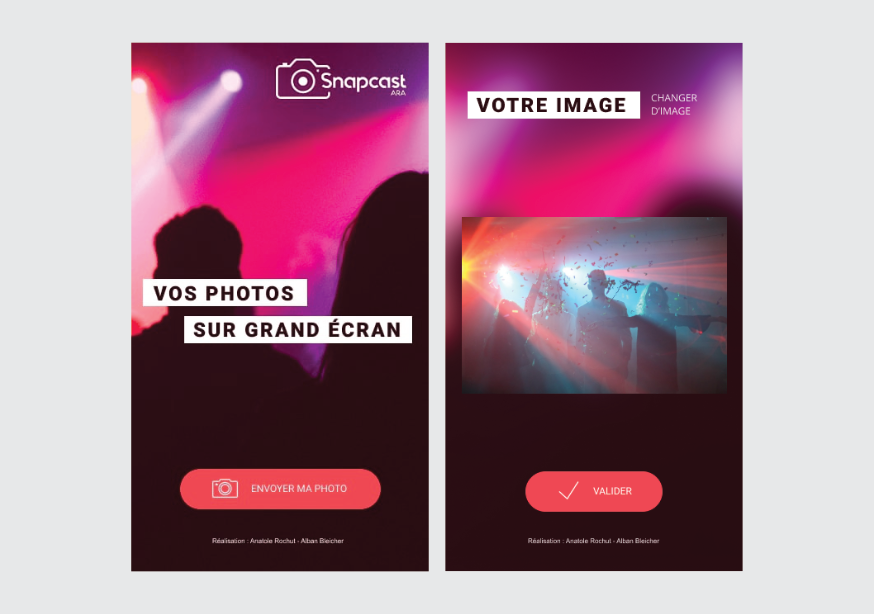 Snapcast
ARA
VOS PHOTOS
SUR GRAND ÉCRAN
ENVOYER MA PHOTO
Réalisation : Anatole Rochut - Alban Bleicher
VOTRE IMAGE
CHANGER
D'IMAGE
VALIDER
Réalisation : Anatole Rochut - Alban Bleicher